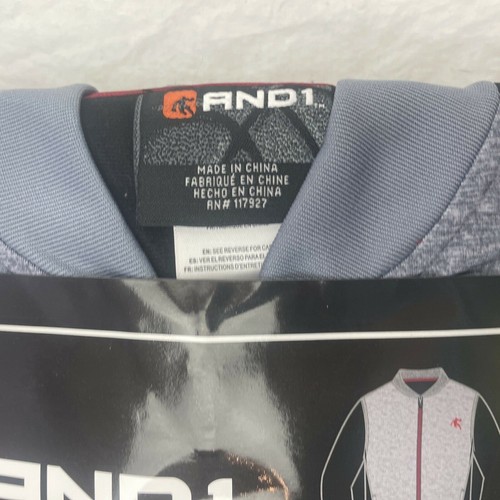 AND1
MADE IN CHINA
FABRIQUÉ EN CHINE
HECHO EN CHINA
RN# 117927
EN: SEE REVERSE FOR CA
ES: VER EL REVERSO PARA EL
FR: INSTRUCTIONS D'ENTRETI
AND1